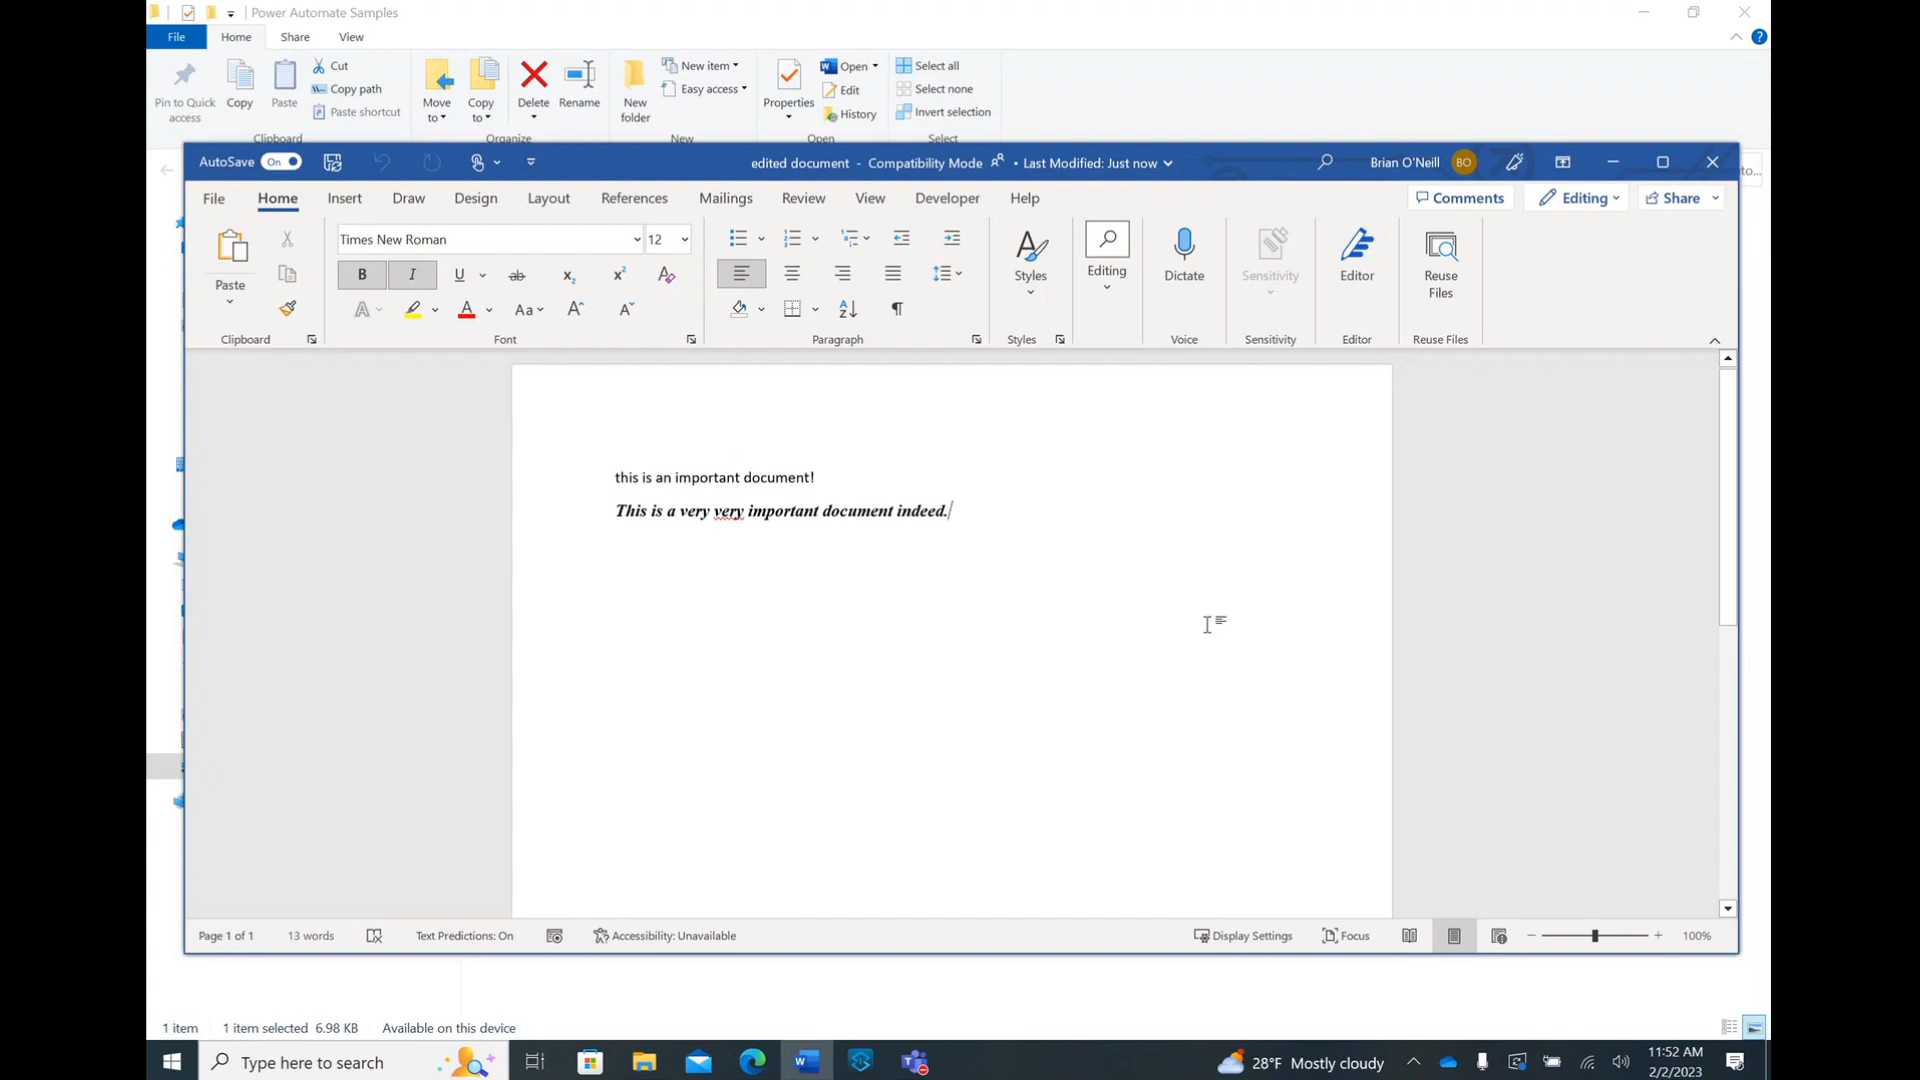 Power Automate Samples
File Home Share View
Pin to Quick access
Copy
Paste
Cut
Copy path
Paste shortcut
Move to
Copy to
Delete
Rename
New folder
New item
Easy access
Properties
Open
Edit
History
Select all
Select none
Invert selection
Clipboard Organize New Open Select
AutoSave On
edited document - Compatibility Mode • Last Modified: Just now
Brian O'Neill BO
to...
File Home Insert Draw Design Layout References Mailings Review View Developer Help
Comments Editing Share
Paste
Times New Roman 12
B I U ab x₂ x² A
A A Aa A A
Styles
Editing
Dictate
Sensitivity
Editor
Reuse Files
Clipboard Font Paragraph Styles Voice Sensitivity Editor Reuse Files
this is an important document!
This is a very very important document indeed.
Page 1 of 1 13 words Text Predictions: On Accessibility: Unavailable Display Settings Focus 100%
1 item 1 item selected 6.98 KB Available on this device
Type here to search
28°F Mostly cloudy
11:52 AM
2/2/2023